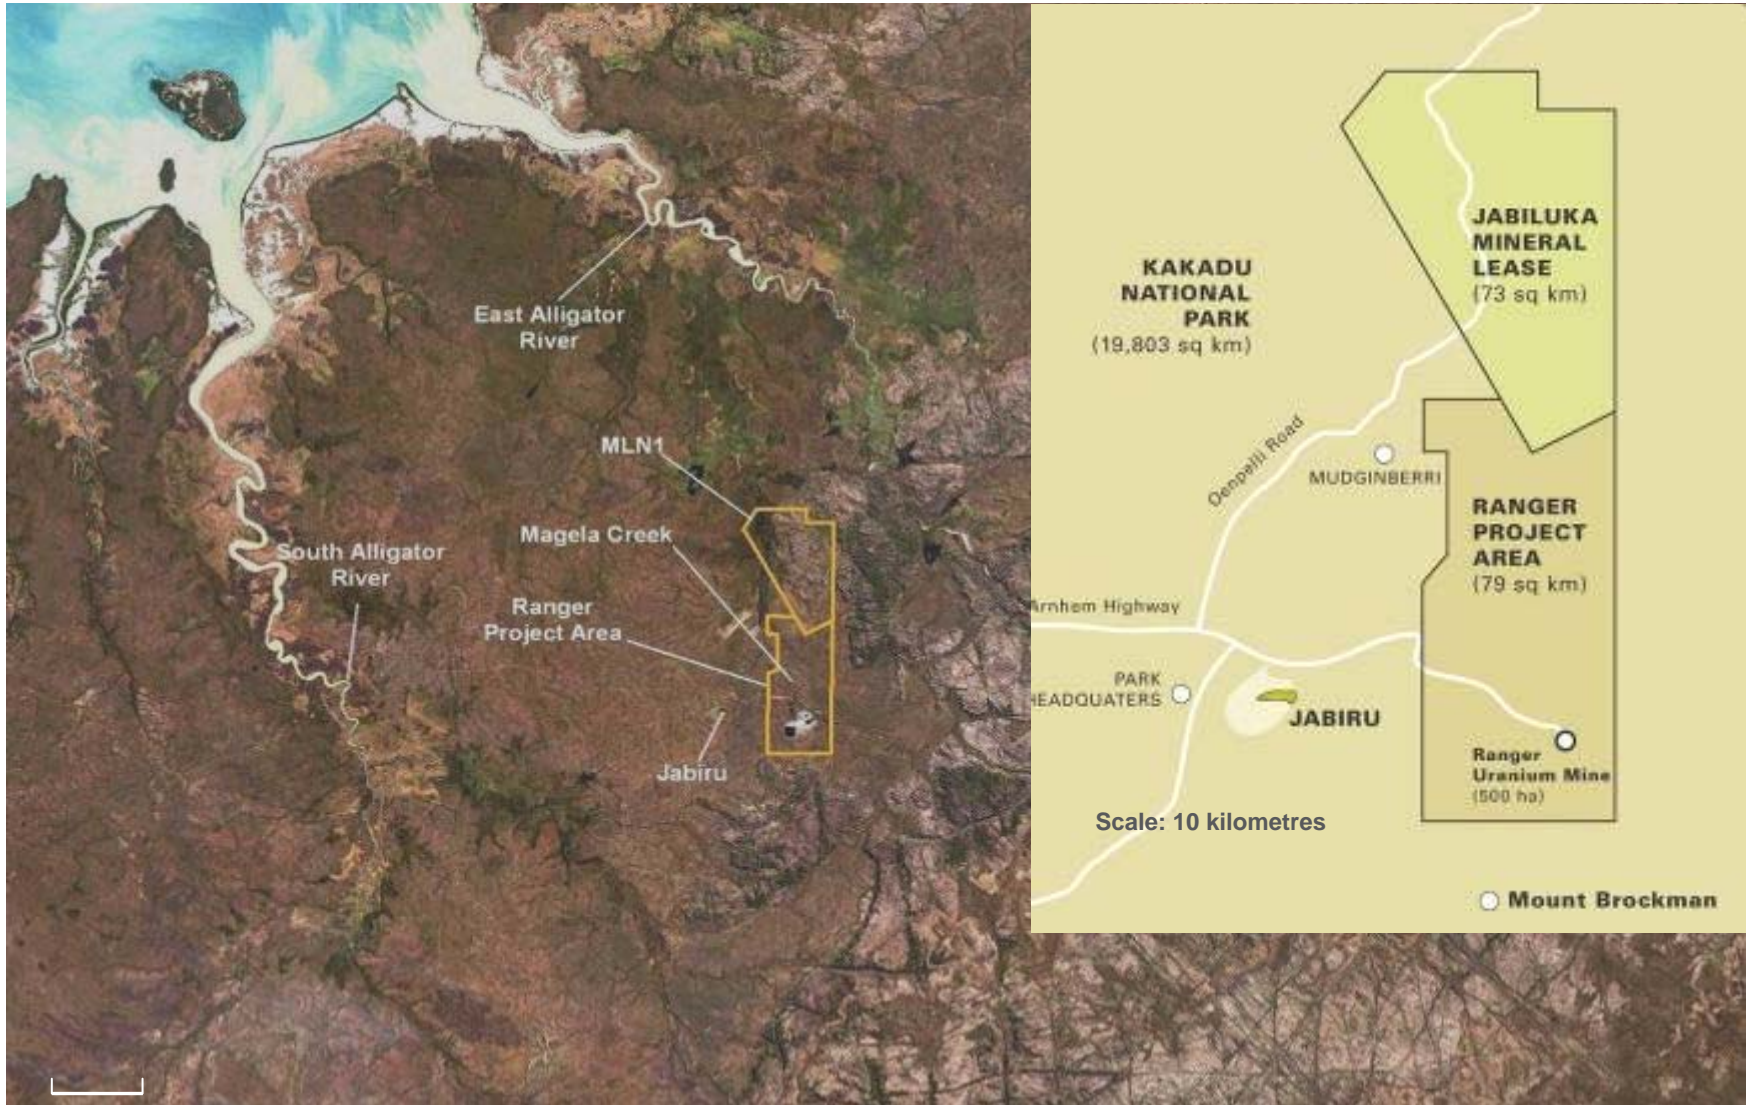 East Alligator
River
MLN1
Magela Creek
South Alligator
River
Ranger
Project Area
Jabiru
JABILUKA
MINERAL
LEASE
(73 sq km)
KAKADU
NATIONAL
PARK
(19,803 sq km)
Oenpelli Road
MUDGINBERRI
RANGER
PROJECT
AREA
(79 sq km)
Arnhem Highway
PARK
HEADQUATERS
JABIRU
Ranger
Uranium Mine
(500 ha)
Scale: 10 kilometres
Mount Brockman